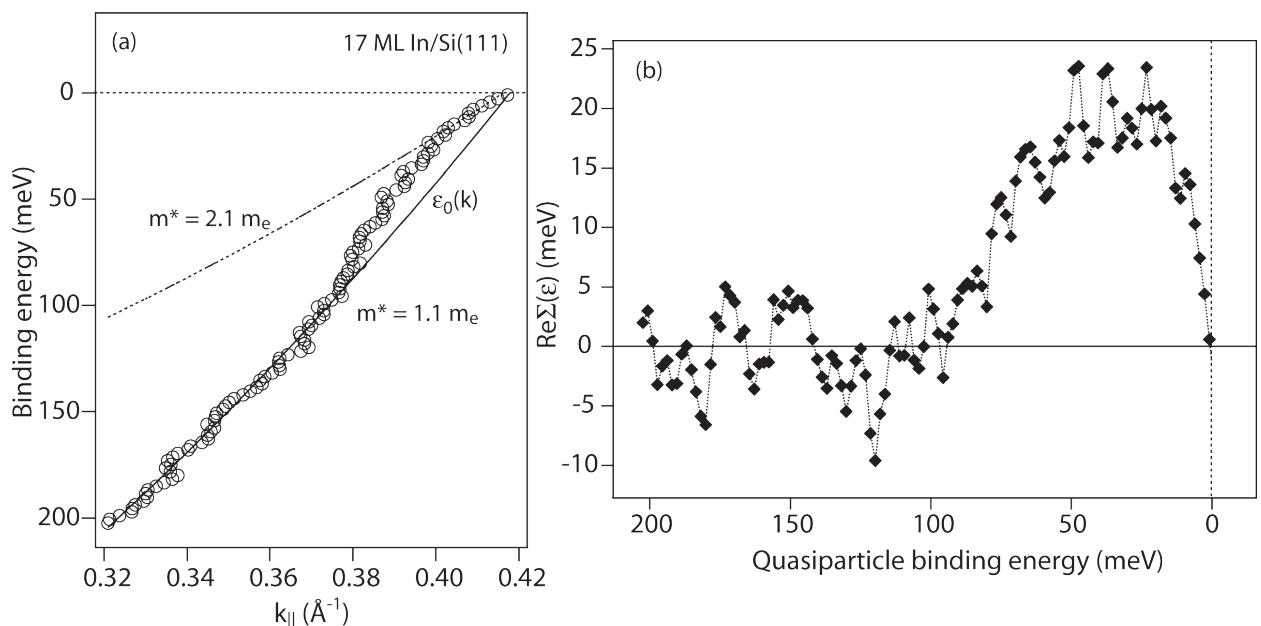 (a)
17 ML In/Si(111)
0
50
100
150
200
Binding energy (meV)
m* = 2.1 mₑ
ε₀(k)
m* = 1.1 mₑ
0.32 0.34 0.36 0.38 0.40 0.42
k|| (Å⁻¹)
(b)
25
20
15
10
5
0
-5
-10
ReΣ(ε) (meV)
200 150 100 50 0
Quasiparticle binding energy (meV)